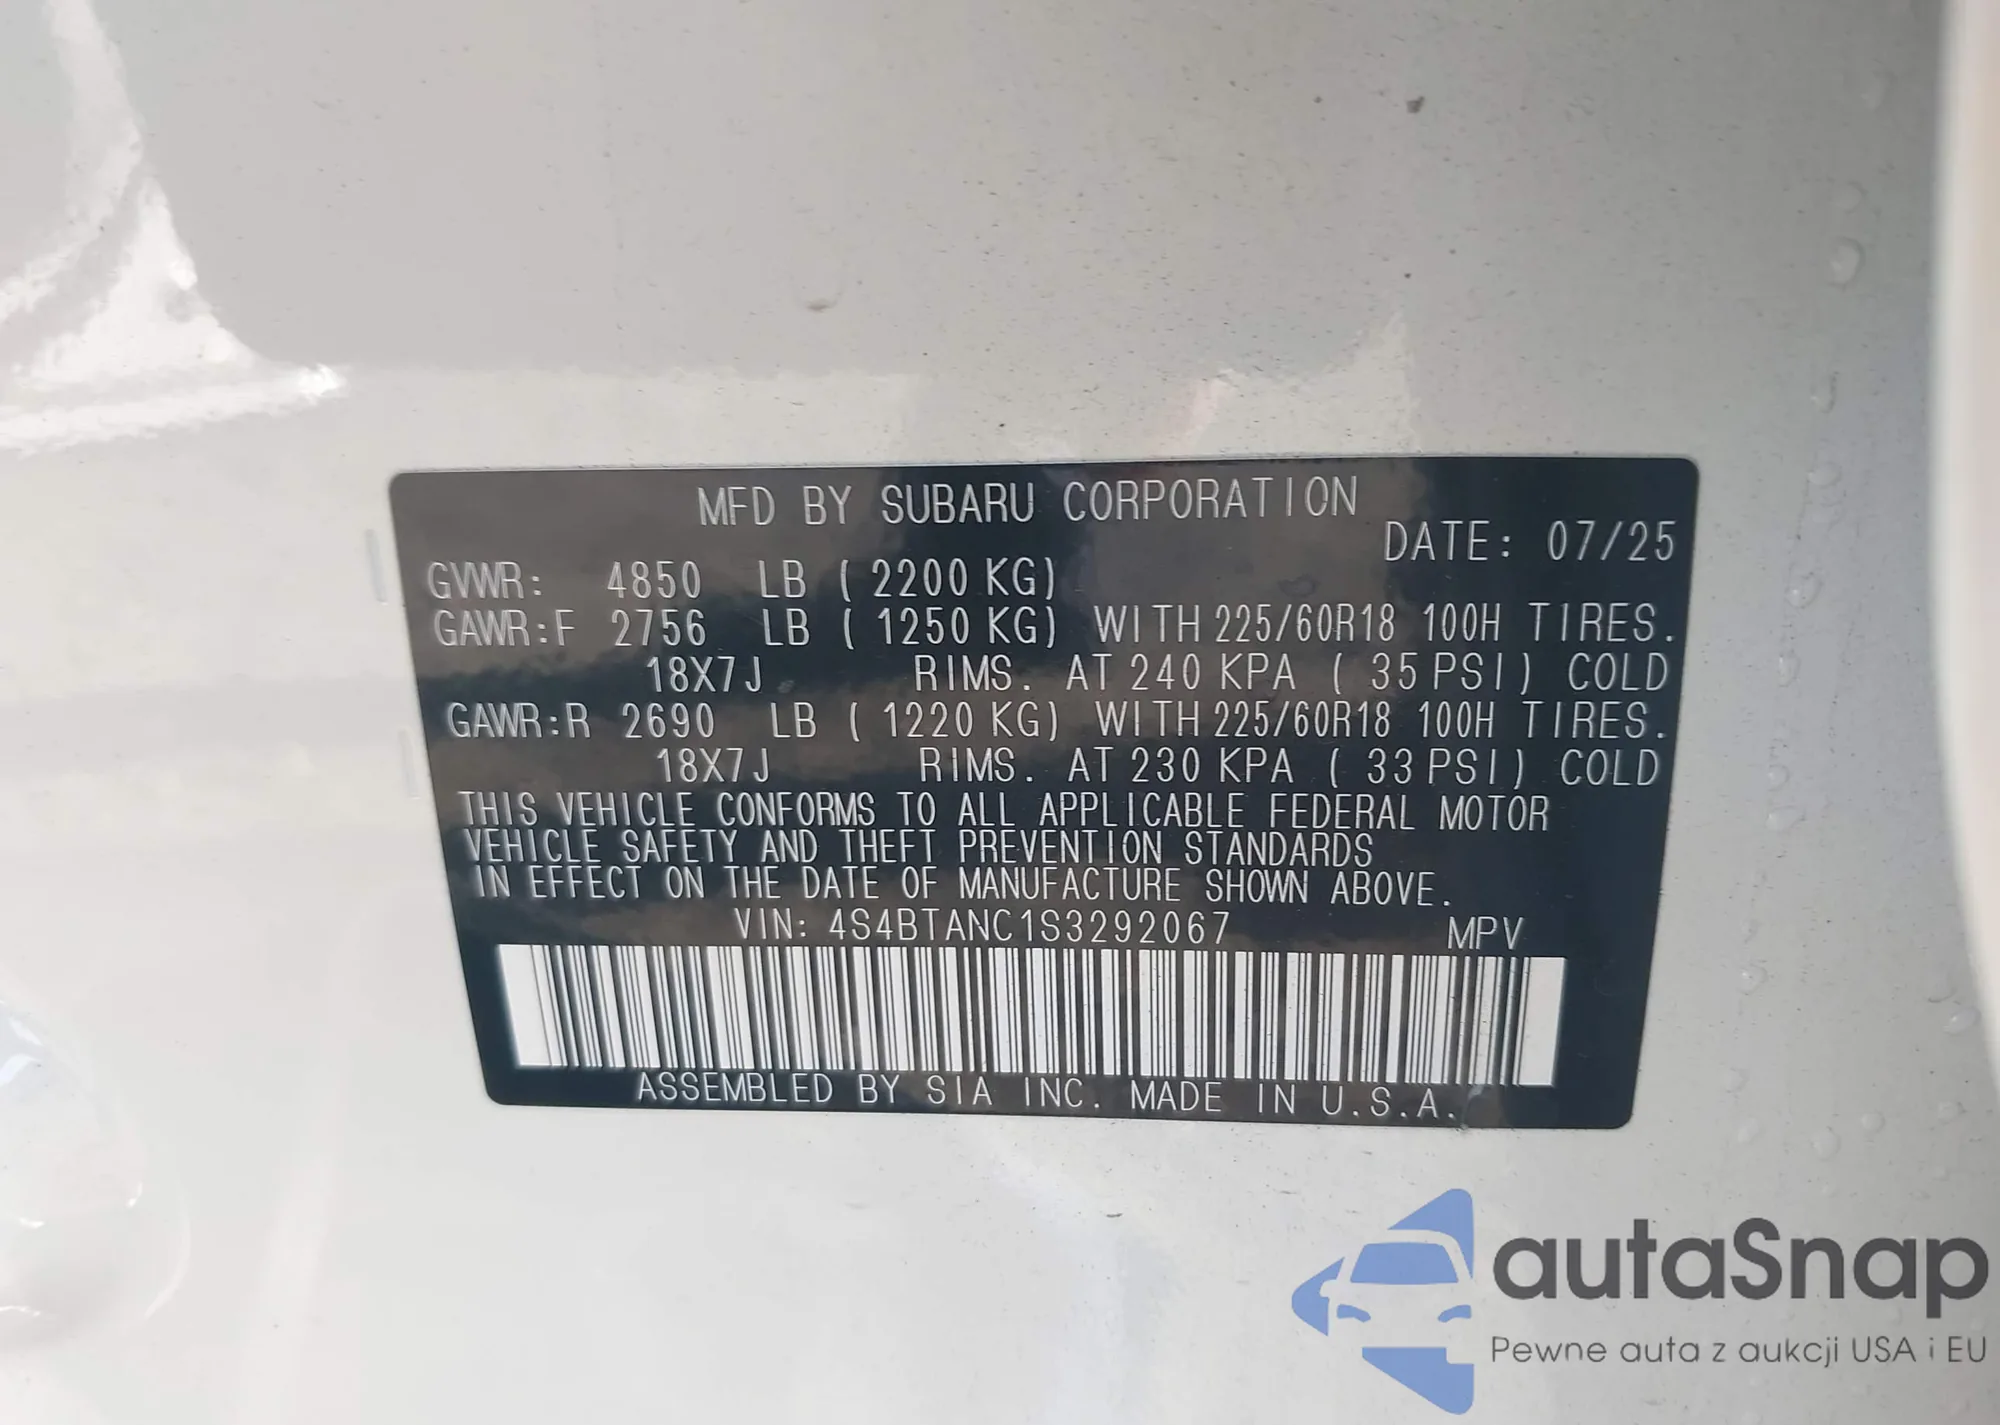 MFD BY SUBARU CORPORATION
DATE: 07/25
GVWR: 4850 LB ( 2200 KG)
GAWR:F 2756 LB ( 1250 KG) WITH 225/60R18 100H TIRES.
18X7J RIMS. AT 240 KPA ( 35 PSI) COLD
GAWR:R 2690 LB ( 1220 KG) WITH 225/60R18 100H TIRES.
18X7J RIMS. AT 230 KPA ( 33 PSI) COLD
THIS VEHICLE CONFORMS TO ALL APPLICABLE FEDERAL MOTOR
VEHICLE SAFETY AND THEFT PREVENTION STANDARDS
IN EFFECT ON THE DATE OF MANUFACTURE SHOWN ABOVE.
VIN: 4S4BTANC1S3292067 MPV
ASSEMBLED BY SIA INC. MADE IN U.S.A.
autaSnap
Pewne auta z aukcji USA i EU